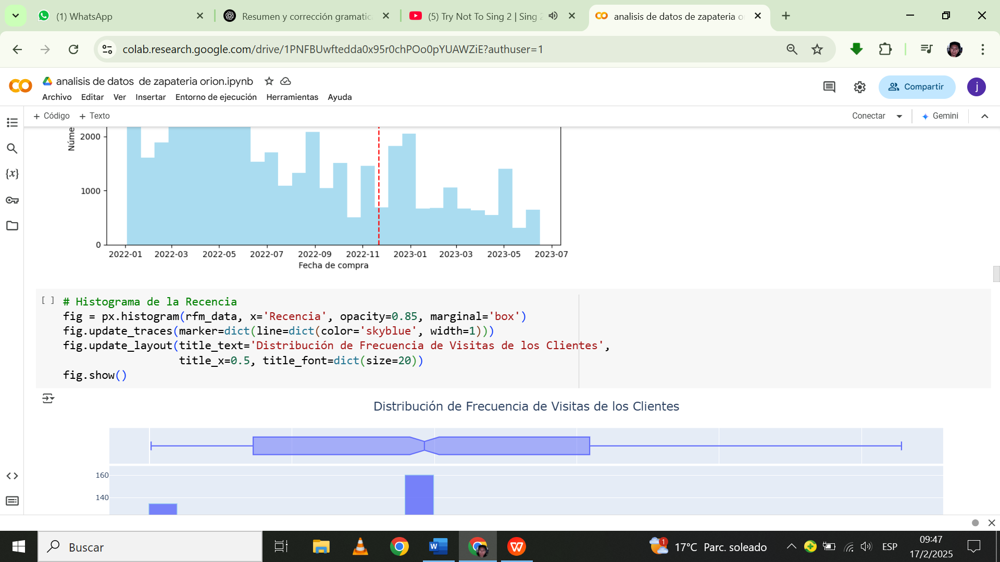 (1) WhatsApp
Resumen y corrección gramatic
(5) Try Not To Sing 2 | Sing 2
analisis de datos de zapateria o
colab.research.google.com/drive/1PNFBUwftedda0x95r0chPOo0pYUAWZiE?authuser=1
analisis de datos  de zapateria orion.ipynb
Archivo Editar Ver Insertar Entorno de ejecución Herramientas Ayuda
Compartir
j
+ Código + Texto
Conectar
Gemini
Núme
2000
1000
0
2022-01 2022-03 2022-05 2022-07 2022-09 2022-11 2023-01 2023-03 2023-05 2023-07
Fecha de compra
[ ] # Histograma de la Recencia
fig = px.histogram(rfm_data, x='Recencia', opacity=0.85, marginal='box')
fig.update_traces(marker=dict(line=dict(color='skyblue', width=1)))
fig.update_layout(title_text='Distribución de Frecuencia de Visitas de los Clientes',
title_x=0.5, title_font=dict(size=20))
fig.show()
Distribución de Frecuencia de Visitas de los Clientes
160
140
Buscar
1
17°C Parc. soleado
ESP
09:47
17/2/2025